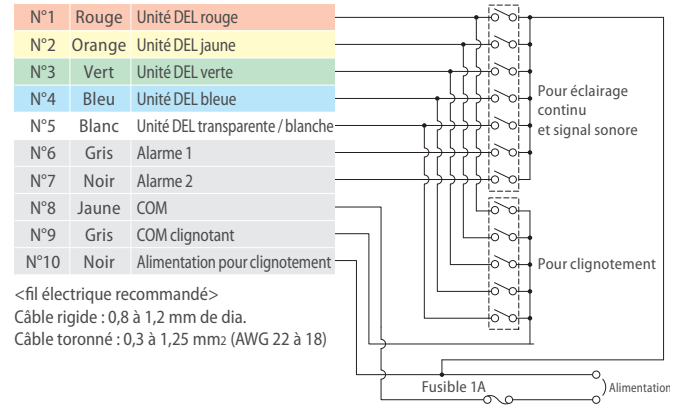 N°1 Rouge Unité DEL rouge
N°2 Orange Unité DEL jaune
N°3 Vert Unité DEL verte
N°4 Bleu Unité DEL bleue
N°5 Blanc Unité DEL transparente / blanche
N°6 Gris Alarme 1
N°7 Noir Alarme 2
N°8 Jaune COM
N°9 Gris COM clignotant
N°10 Noir Alimentation pour clignotement
<fil électrique recommandé>
Câble rigide : 0,8 à 1,2 mm de dia.
Câble toronné : 0,3 à 1,25 mm2 (AWG 22 à 18)
Pour éclairage
continu
et signal sonore
Pour clignotement
Fusible 1A
Alimentation